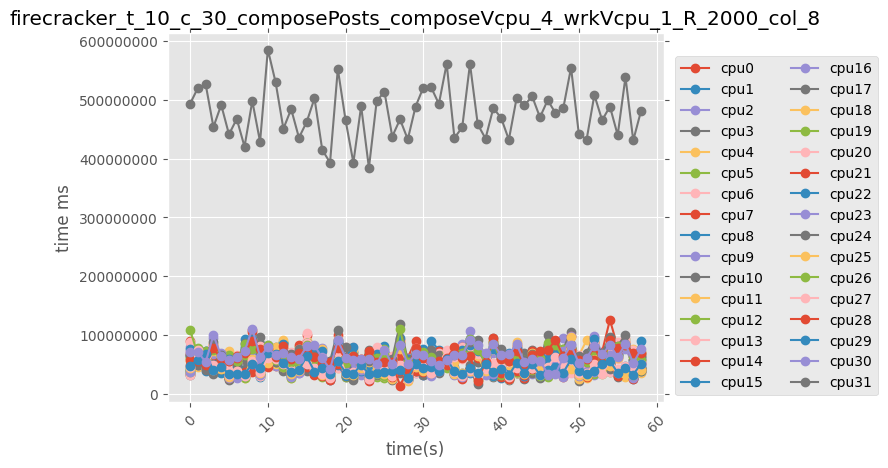 firecracker_t_10_c_30_composePosts_composeVcpu_4_wrkVcpu_1_R_2000_col_8
600000000
500000000
400000000
300000000
200000000
100000000
0
time ms
0
10
20
30
40
50
60
time(s)
cpu0
cpu1
cpu2
cpu3
cpu4
cpu5
cpu6
cpu7
cpu8
cpu9
cpu10
cpu11
cpu12
cpu13
cpu14
cpu15
cpu16
cpu17
cpu18
cpu19
cpu20
cpu21
cpu22
cpu23
cpu24
cpu25
cpu26
cpu27
cpu28
cpu29
cpu30
cpu31